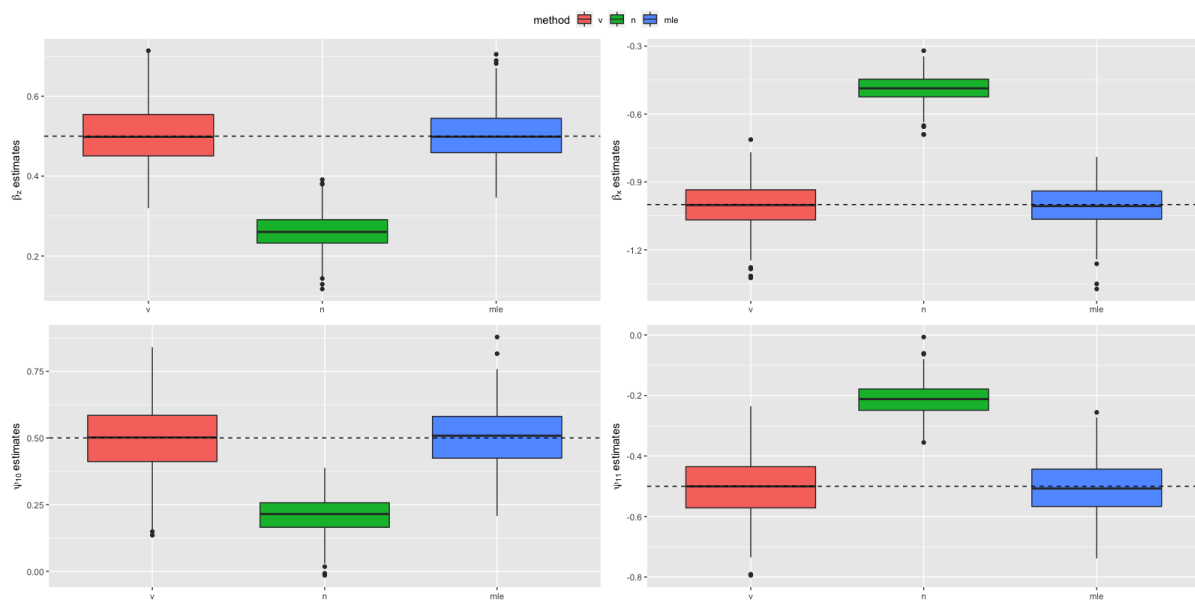 method v n mle
βz estimates
0.6
0.4
0.2
v n mle
βx estimates
-0.3
-0.6
-0.9
-1.2
v n mle
ψ10 estimates
0.75
0.50
0.25
0.00
v n mle
ψ11 estimates
0.0
-0.2
-0.4
-0.6
-0.8
v n mle